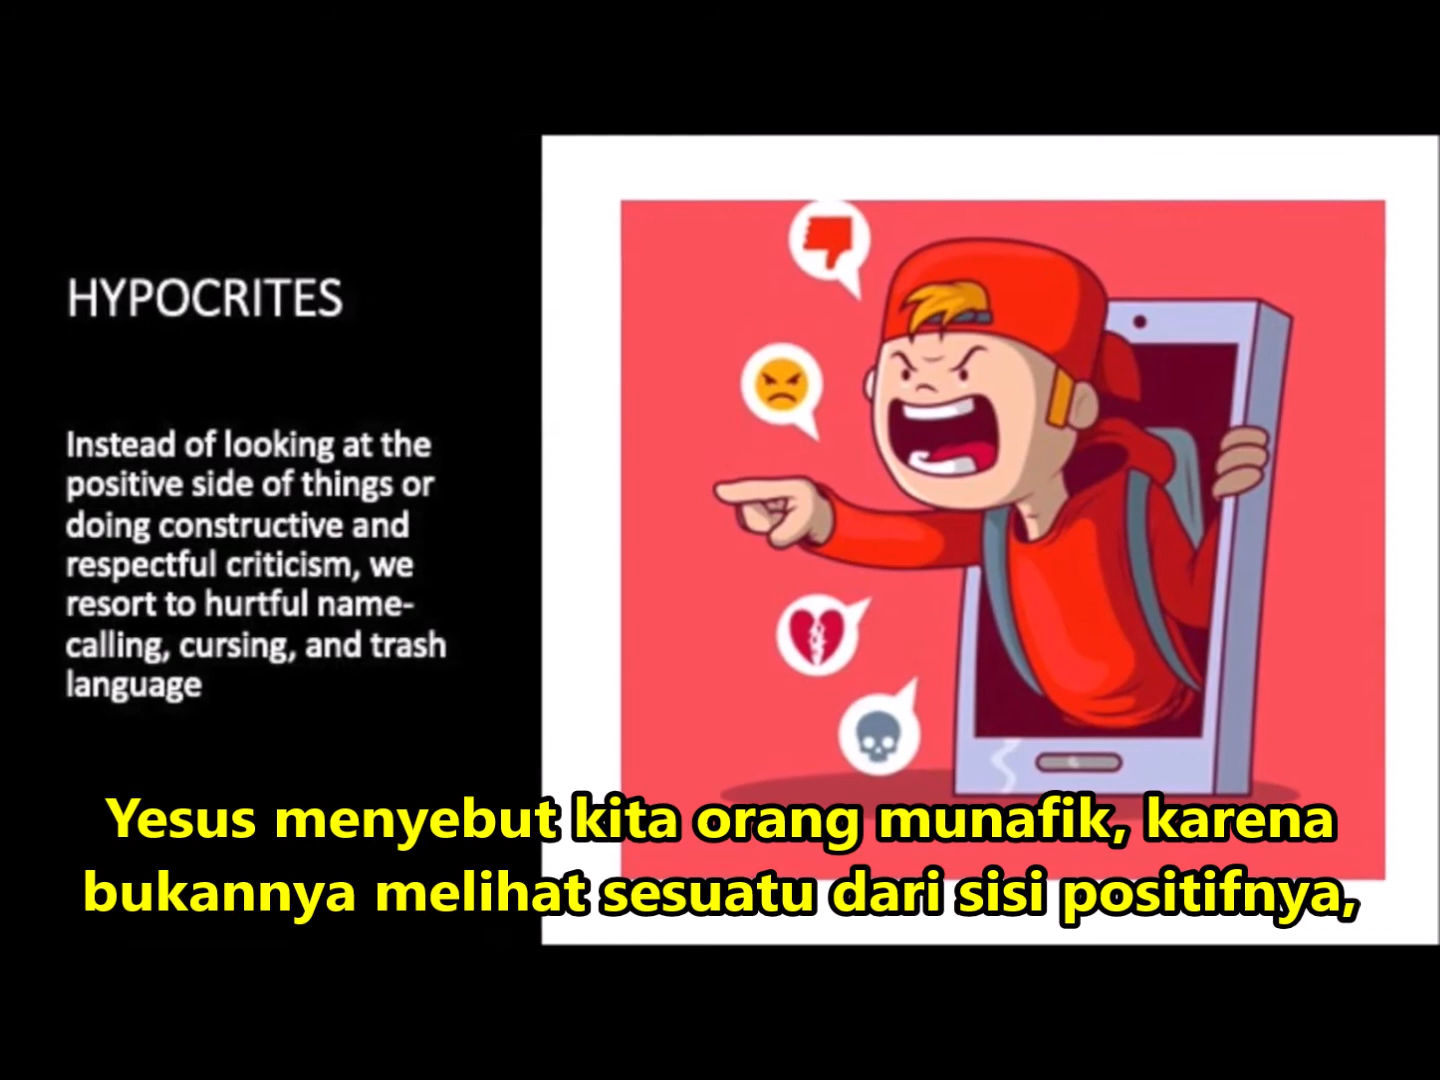 HYPOCRITES
Instead of looking at the
positive side of things or
doing constructive and
respectful criticism, we
resort to hurtful name-
calling, cursing, and trash
language
Yesus menyebut kita orang munafik, karena
bukannya melihat sesuatu dari sisi positifnya,